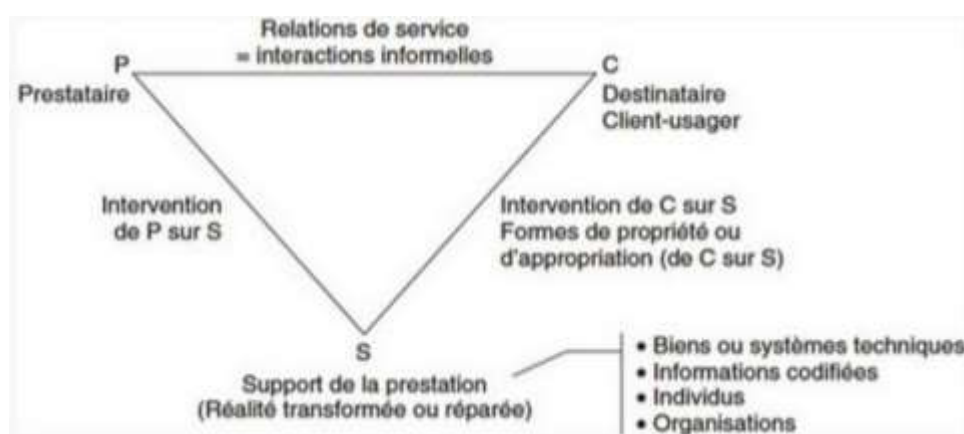 Relations de service
= interactions informelles
P
Prestataire
C
Destinataire
Client-usager
Intervention
de P sur S
Intervention de C sur S
Formes de propriété ou
d'appropriation (de C sur S)
S
Support de la prestation
(Réalité transformée ou réparée)
• Biens ou systèmes techniques
• Informations codifiées
• Individus
• Organisations